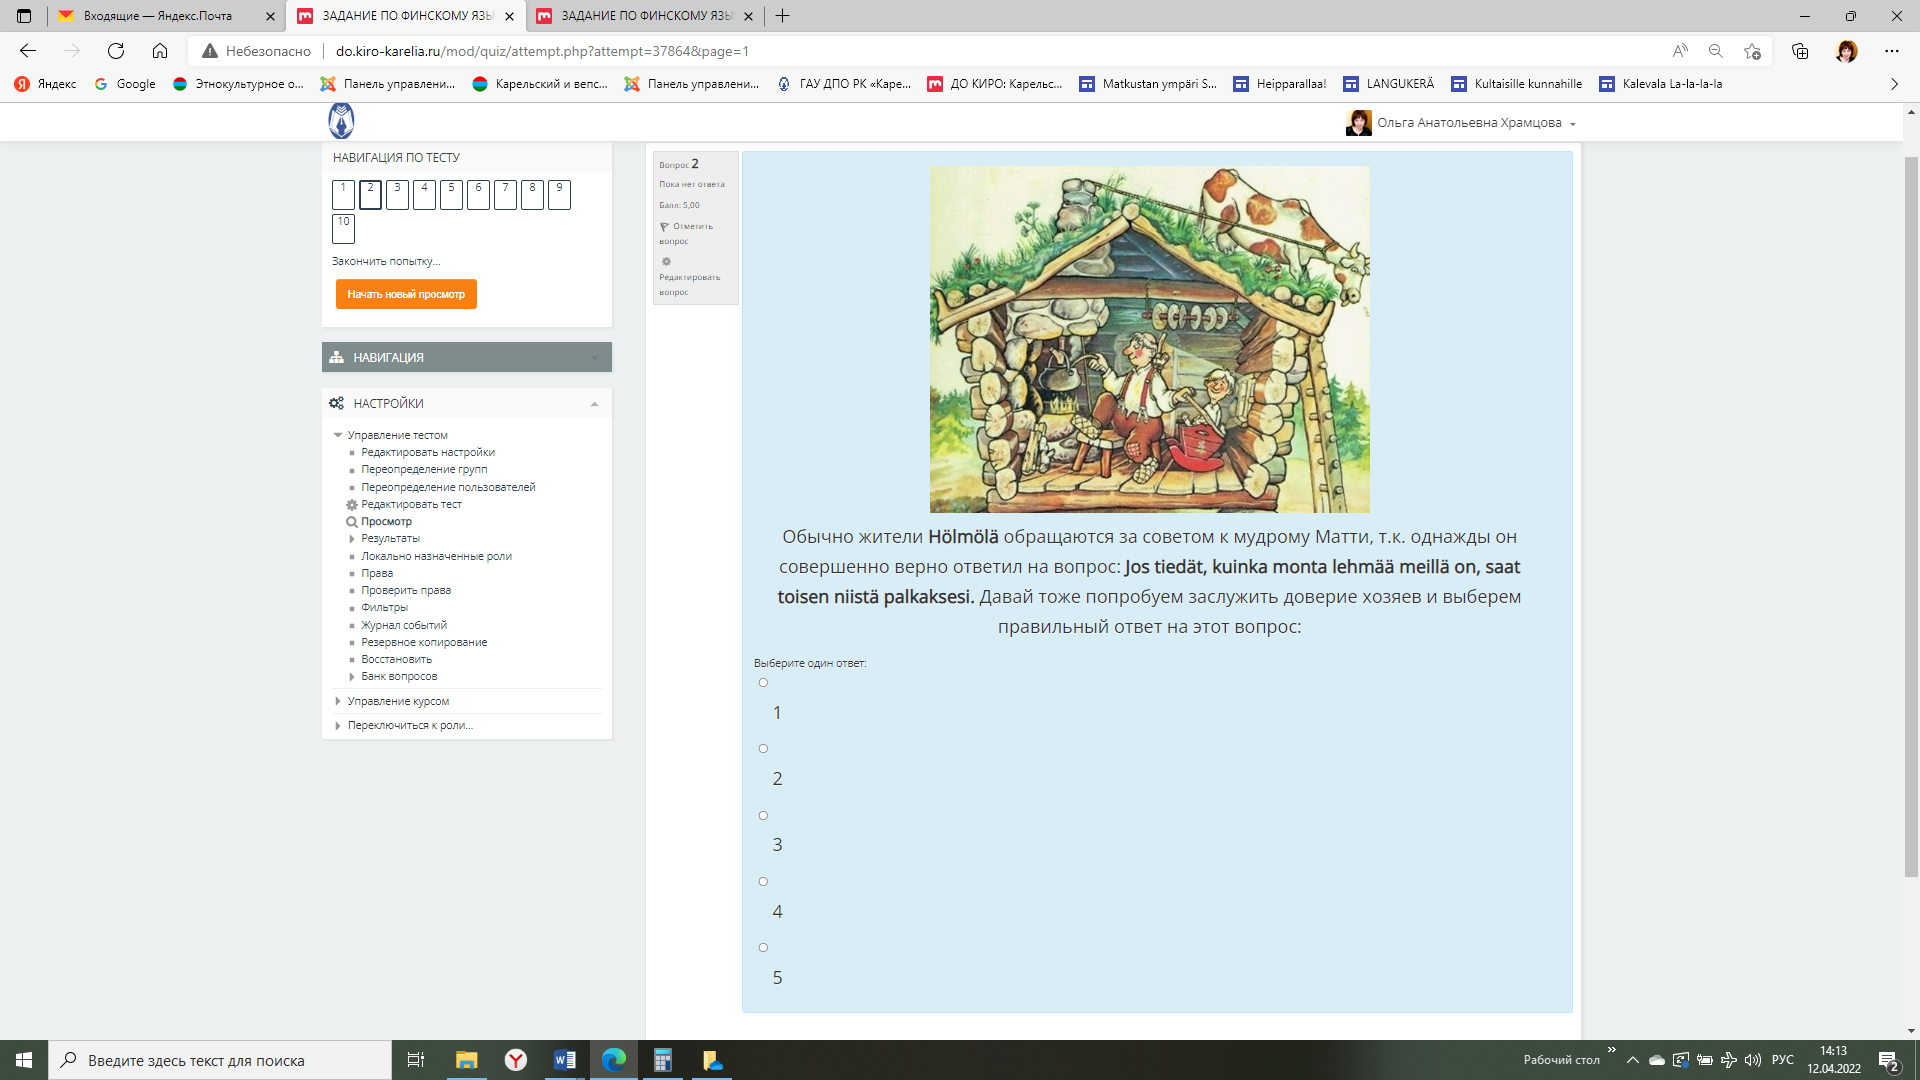 Входящие — Яндекс.Почта
ЗАДАНИЕ ПО ФИНСКОМУ ЯЗЫ
ЗАДАНИЕ ПО ФИНСКОМУ ЯЗЫ
Небезопасно
do.kiro-karelia.ru/mod/quiz/attempt.php?attempt=37864&page=1
Яндекс
Google
Этнокультурное о...
Панель управлени...
Карельский и вепс...
Панель управлени...
ГАУ ДПО РК «Каре...
ДО КИРО: Карельс...
Matkustan ympäri S...
Heipparallaa!
LANGUKERÄ
Kultaisille kunnahille
Kalevala La-la-la-la
Ольга Анатольевна Храмцова
НАВИГАЦИЯ ПО ТЕСТУ
1 2 3 4 5 6 7 8 9
10
Закончить попытку...
Начать новый просмотр
НАВИГАЦИЯ
НАСТРОЙКИ
Управление тестом
Редактировать настройки
Переопределение групп
Переопределение пользователей
Редактировать тест
Просмотр
Результаты
Локально назначенные роли
Права
Проверить права
Фильтры
Журнал событий
Резервное копирование
Восстановить
Банк вопросов
Управление курсом
Переключиться к роли...
Вопрос 2
Пока нет ответа
Балл: 5,00
Отметить
вопрос
Редактировать
вопрос
Обычно жители Hölmölä обращаются за советом к мудрому Матти, т.к. однажды он
совершенно верно ответил на вопрос: Jos tiedät, kuinka monta lehmää meillä on, saat
toisen niistä palkaksesi. Давай тоже попробуем заслужить доверие хозяев и выберем
правильный ответ на этот вопрос:
Выберите один ответ:
1
2
3
4
5
Введите здесь текст для поиска
Рабочий стол
РУС
14:13
12.04.2022
2